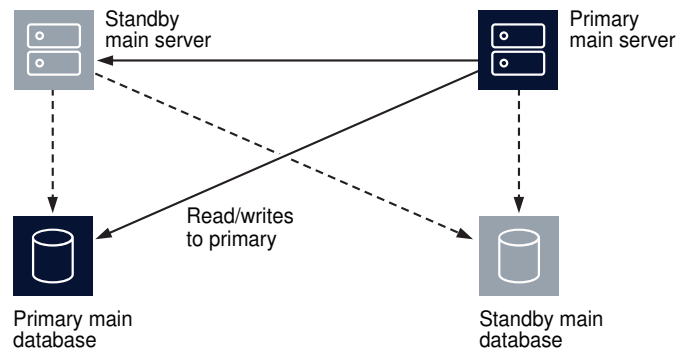 Standby
main server
Primary
main server
Read/writes
to primary
Primary main
database
Standby main
database